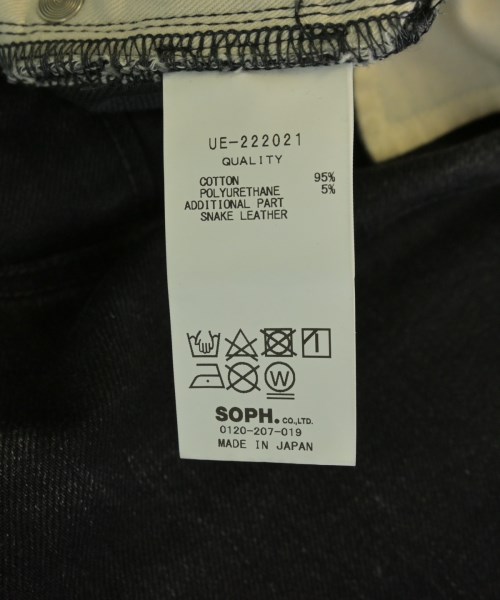 UE-222021
QUALITY
COTTON 95%
POLYURETHANE 5%
ADDITIONAL PART
SNAKE LEATHER
W
SOPH. CO.,LTD.
0120-207-019
MADE IN JAPAN